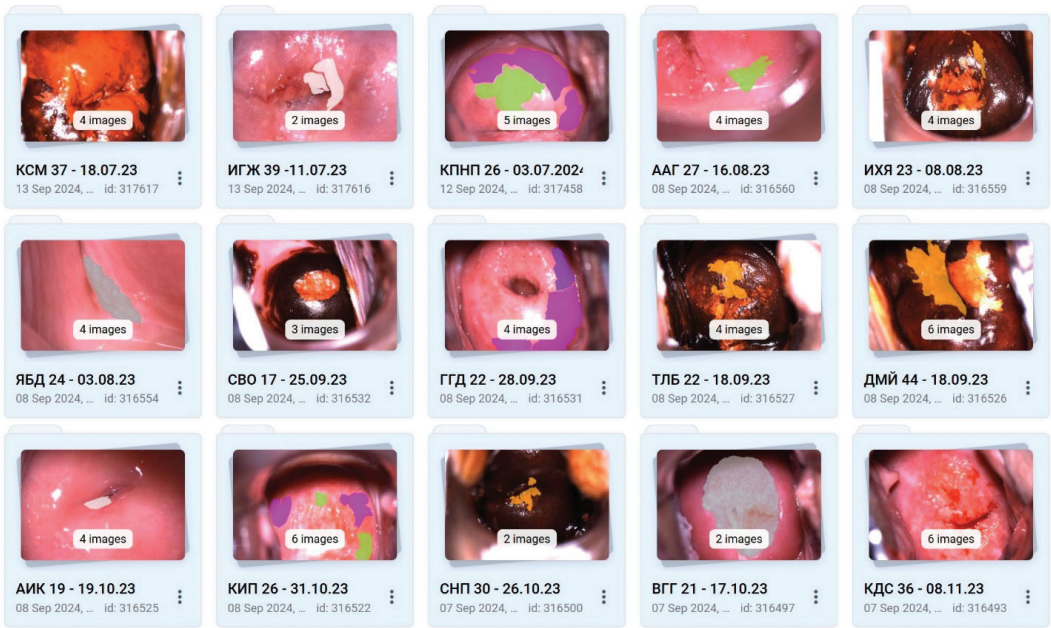 4 images
2 images
5 images
4 images
4 images
КСМ 37 - 18.07.23
ИГЖ 39 -11.07.23
КПНП 26 - 03.07.2024
ААГ 27 - 16.08.23
ИХЯ 23 - 08.08.23
13 Sep 2024, ... id: 317617
13 Sep 2024, ... id: 317616
12 Sep 2024, ... id: 317458
08 Sep 2024, ... id: 316560
08 Sep 2024, ... id: 316559
4 images
3 images
4 images
4 images
6 images
ЯБД 24 - 03.08.23
СВО 17 - 25.09.23
ГГД 22 - 28.09.23
ТЛБ 22 - 18.09.23
ДМЙ 44 - 18.09.23
08 Sep 2024, ... id: 316554
08 Sep 2024, ... id: 316532
08 Sep 2024, ... id: 316531
08 Sep 2024, ... id: 316527
08 Sep 2024, ... id: 316526
4 images
6 images
2 images
2 images
6 images
АИК 19 - 19.10.23
КИП 26 - 31.10.23
СНП 30 - 26.10.23
ВГГ 21 - 17.10.23
КДС 36 - 08.11.23
08 Sep 2024, ... id: 316525
08 Sep 2024, ... id: 316522
07 Sep 2024, ... id: 316500
07 Sep 2024, ... id: 316497
07 Sep 2024, ... id: 316493